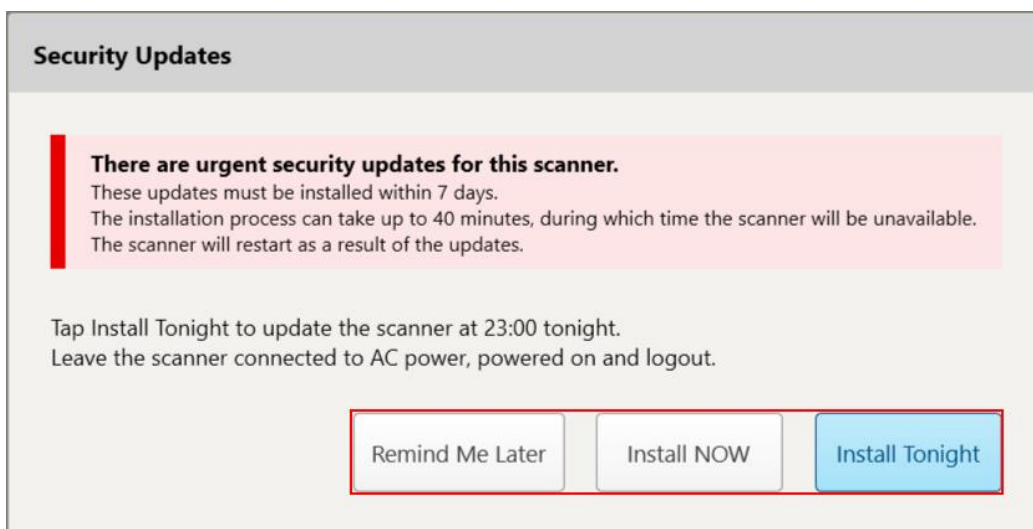 Security Updates
There are urgent security updates for this scanner.
These updates must be installed within 7 days.
The installation process can take up to 40 minutes, during which time the scanner will be unavailable.
The scanner will restart as a result of the updates.
Tap Install Tonight to update the scanner at 23:00 tonight.
Leave the scanner connected to AC power, powered on and logout.
Remind Me Later
Install NOW
Install Tonight